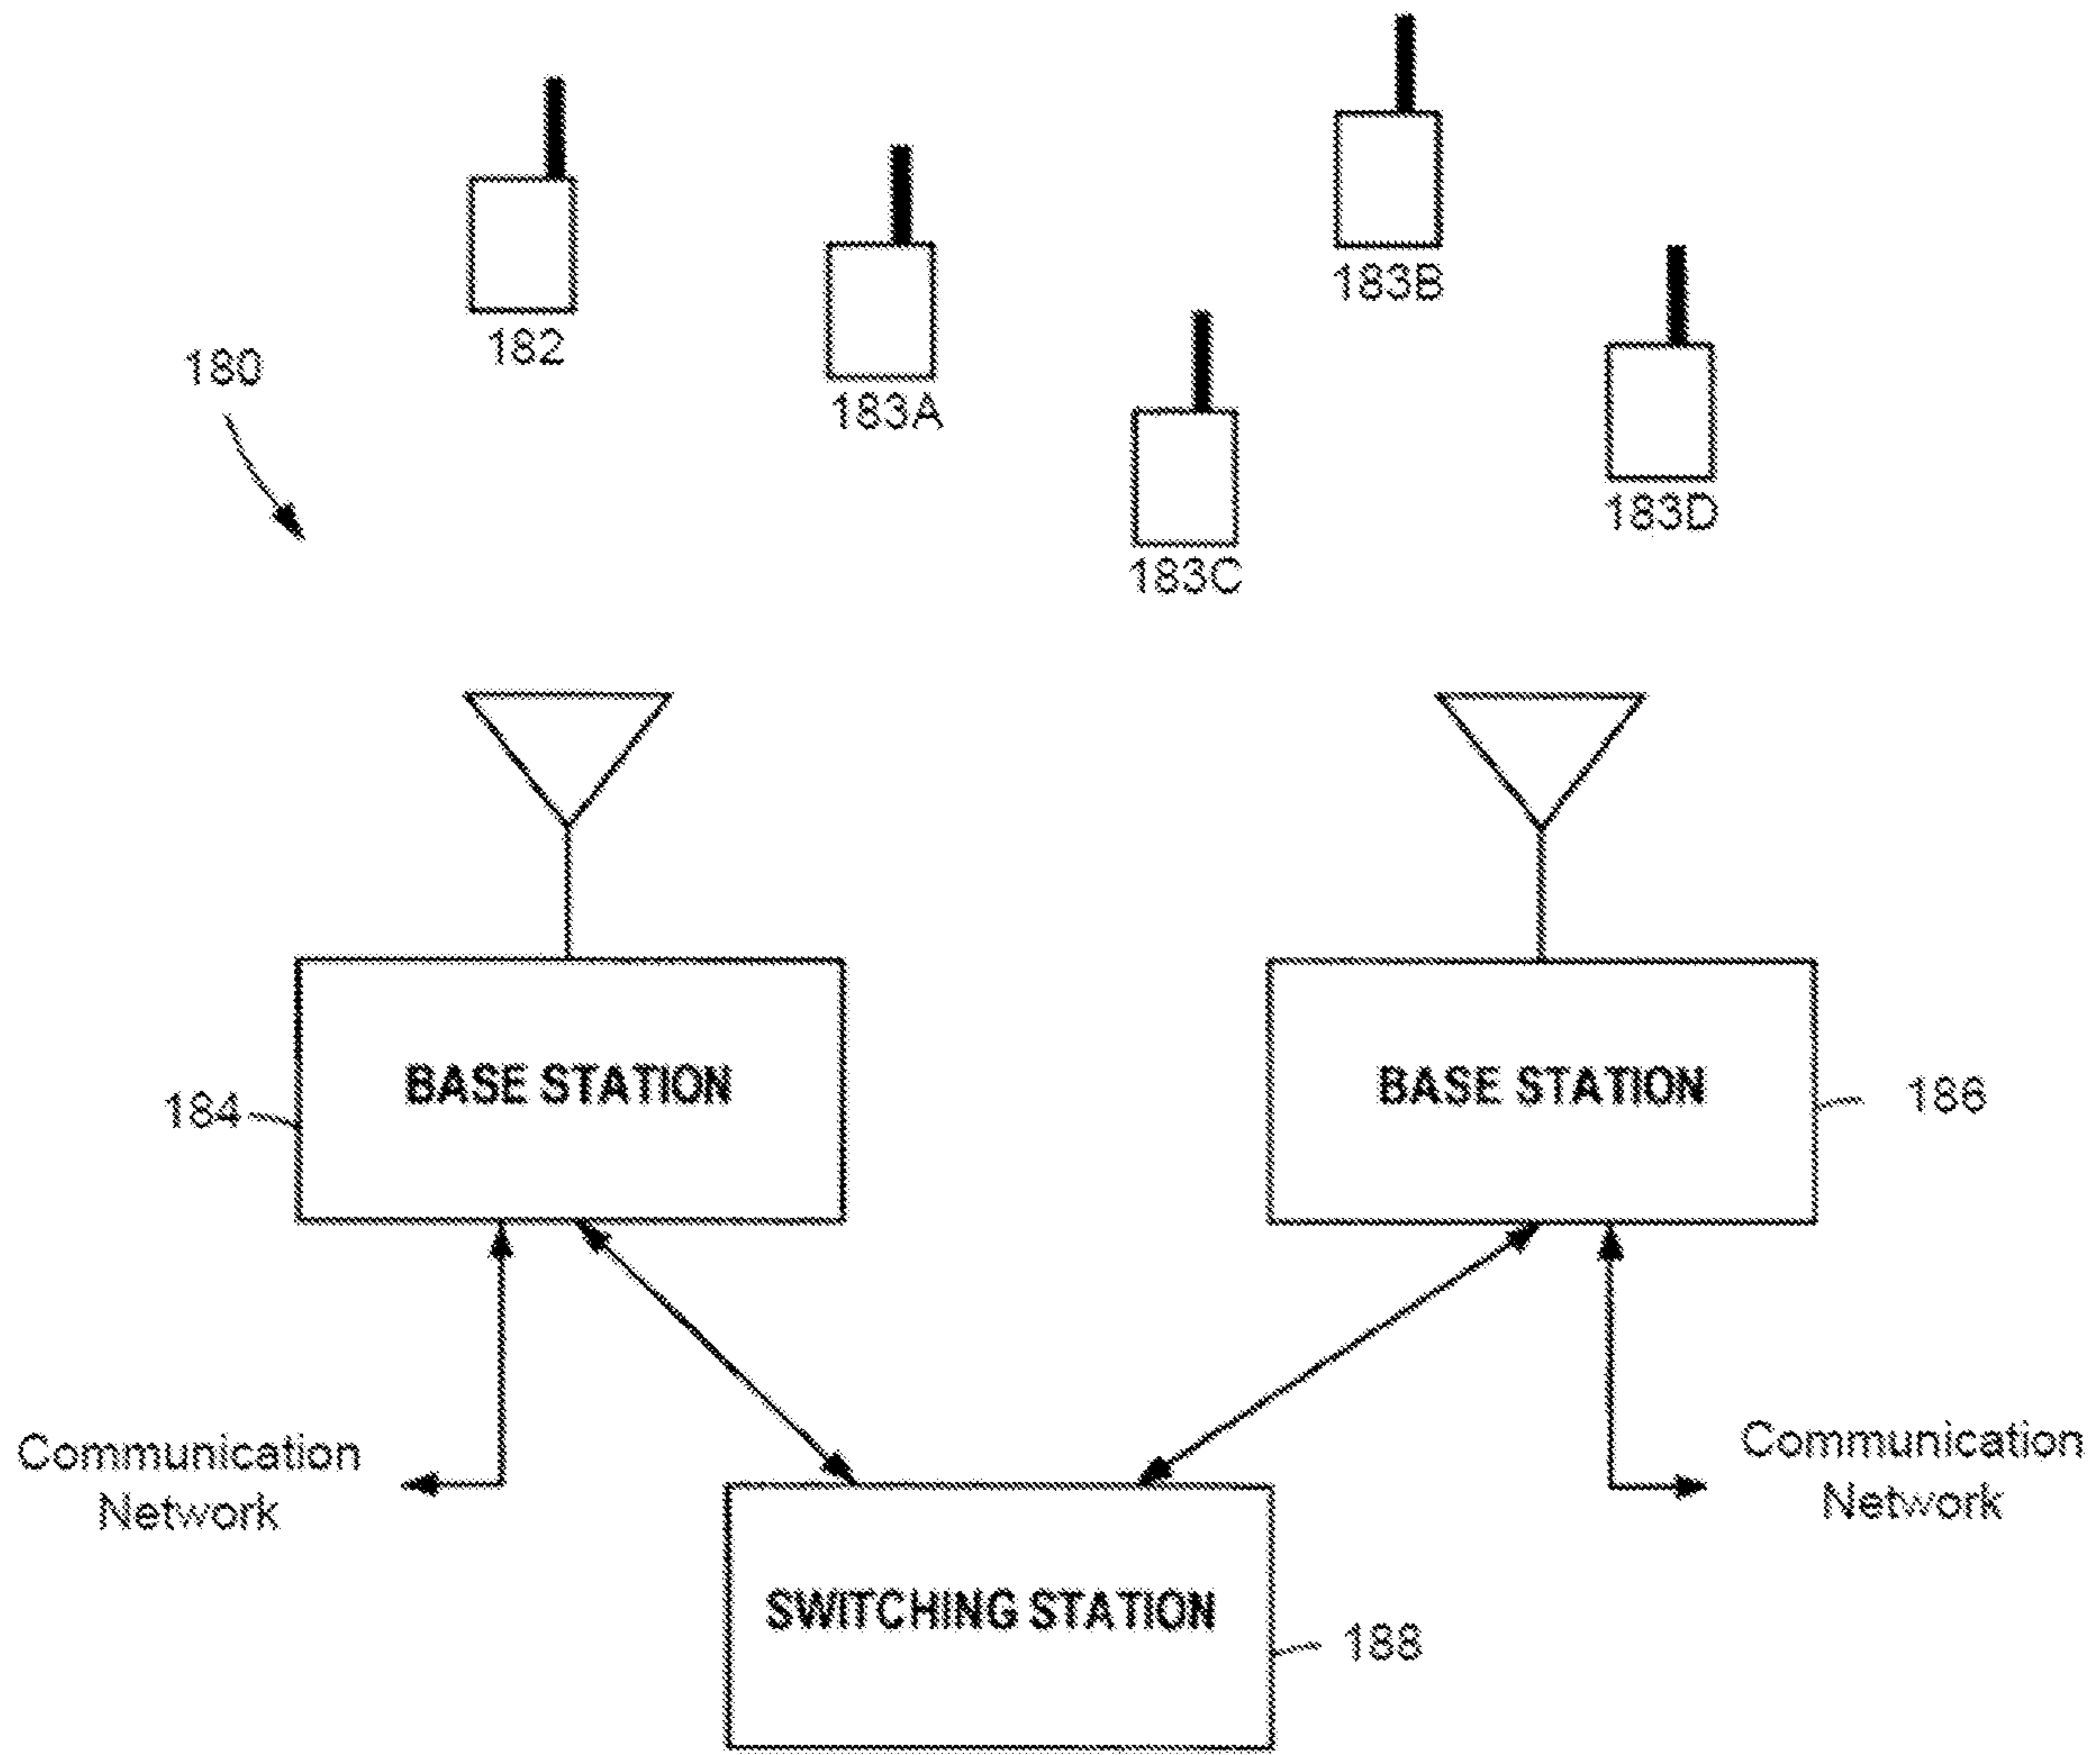 183B
182
180
183A
183D
183C
BASE STATION
BASE STATION
184
186
Communication
Network
Communication
Network
SWITCHING STATION
188